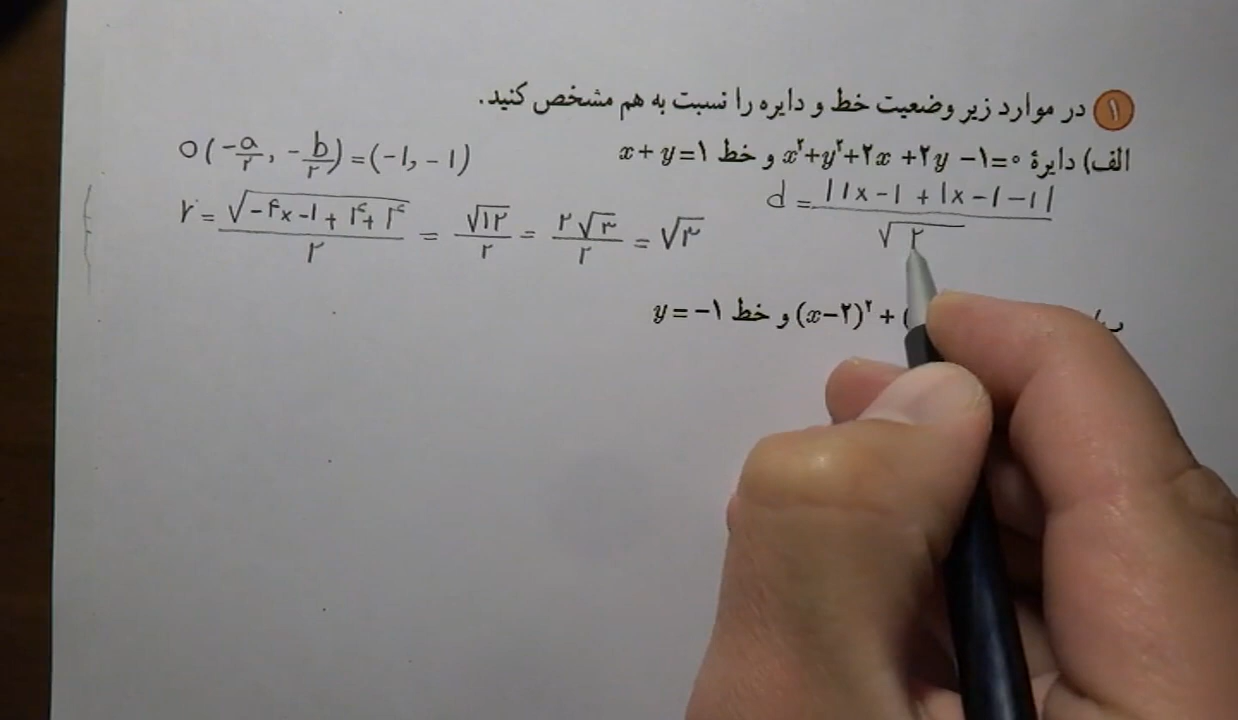 ۱ در موارد زیر وضعیت خط و دایره را نسبت به هم مشخص کنید.
الف) دایرهٔ x²+y²+۲x+۲y−۱=۰ و خط x+y=۱
O(-a/۲, -b/۲) = (-۱, -۱)
d = |۱×-۱ + ۱×-۱-۱| / √۲
r = √(-۴×-۱ + ۲² + ۲²) / ۲ = √۱۲ / ۲ = ۲√۳ / ۲ = √۳
(x−۲)² + ( و خط y=−۱